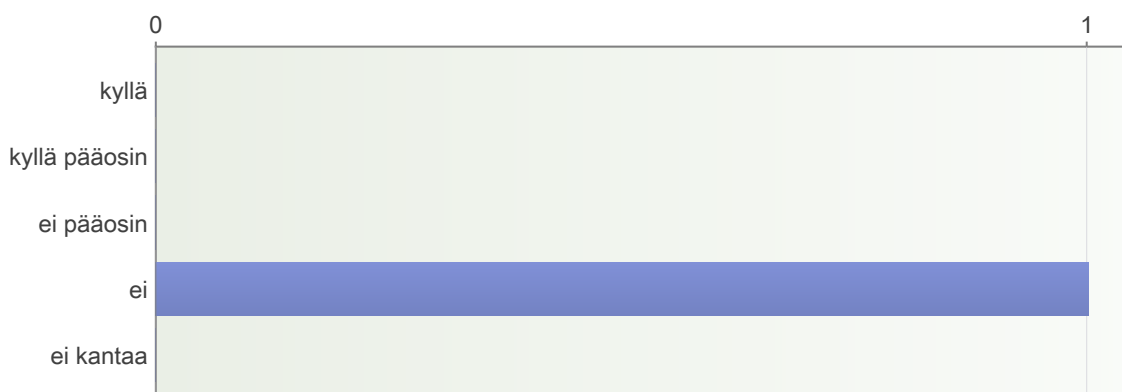 0 1
kyllä
kyllä pääosin
ei pääosin
ei
ei kantaa